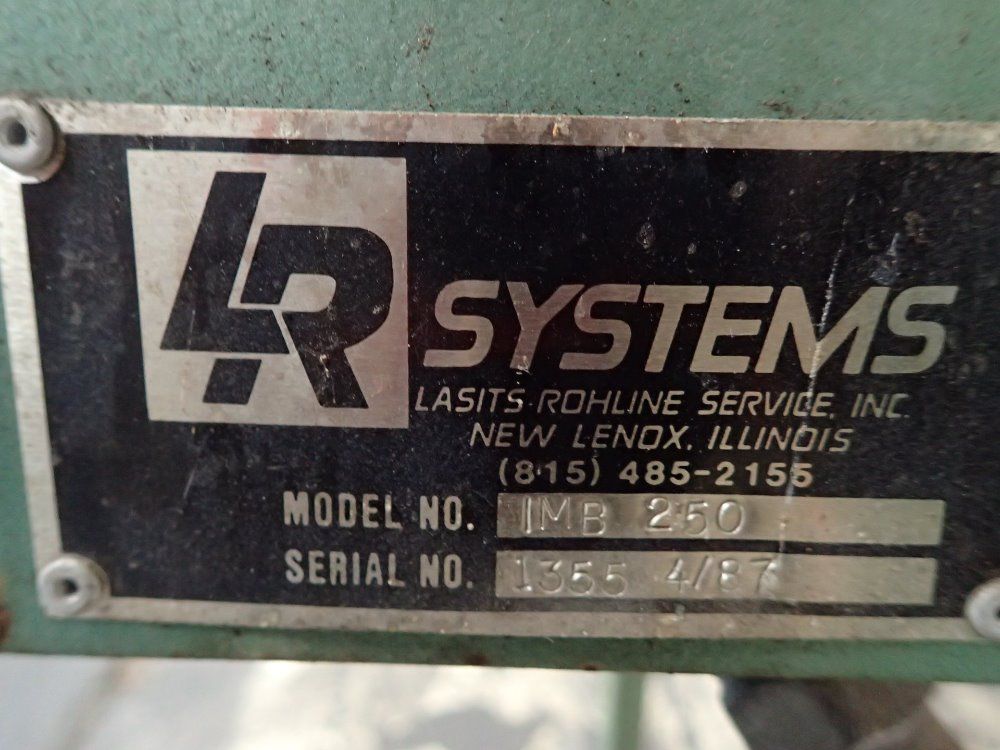 LR SYSTEMS
LASITS-ROHLINE SERVICE, INC.
NEW LENOX, ILLINOIS
(815) 485-2155
MODEL NO. IMB 250
SERIAL NO. 1355 4/87